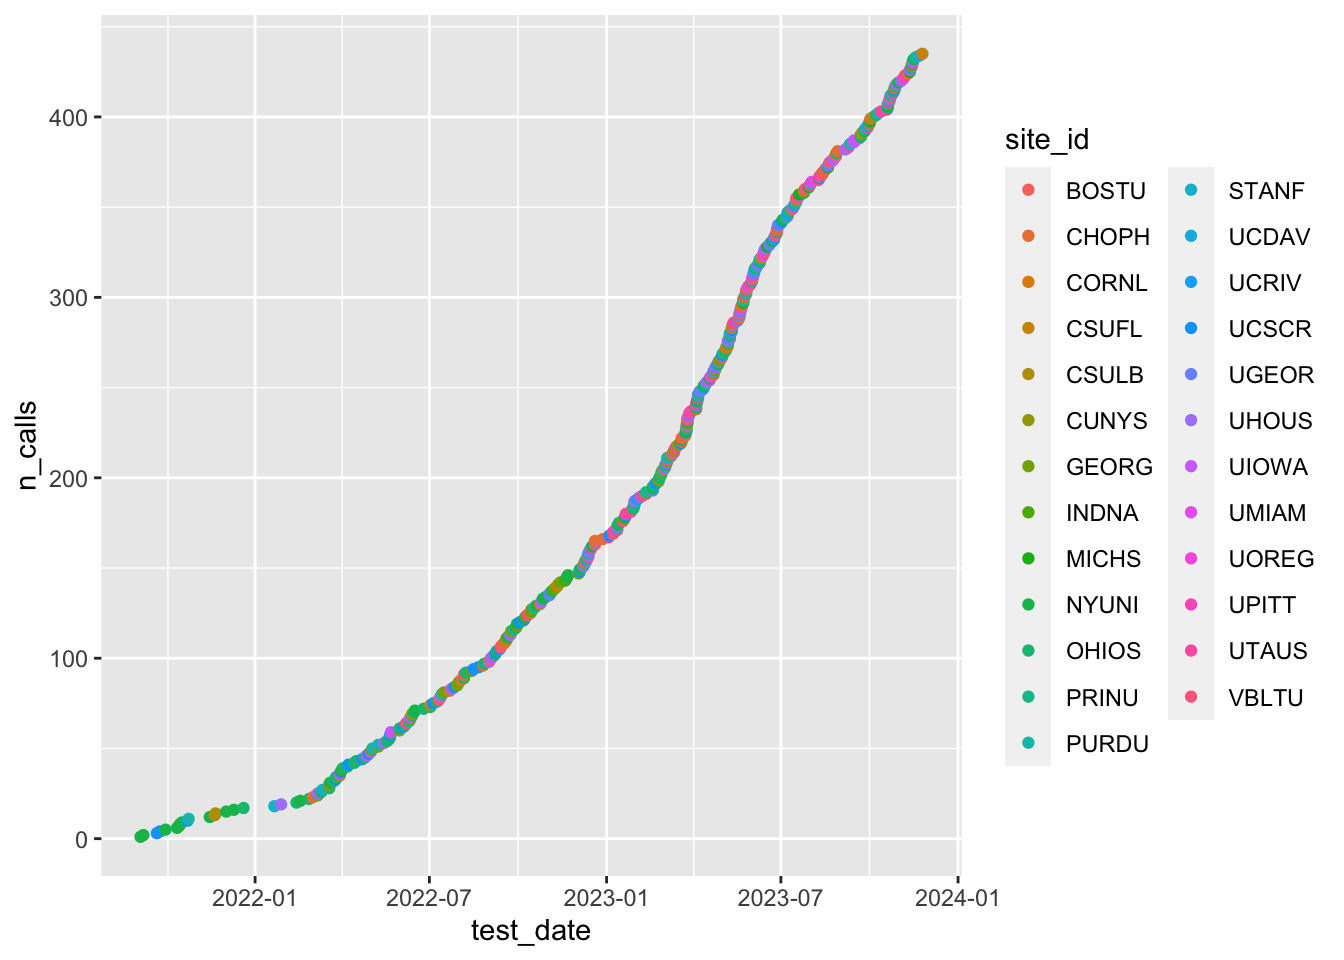 n_calls
400
300
200
100
0
2022-01
2022-07
2023-01
2023-07
2024-01
test_date
site_id
BOSTU
CHOPH
CORNL
CSUFL
CSULB
CUNYS
GEORG
INDNA
MICHS
NYUNI
OHIOS
PRINU
PURDU
STANF
UCDAV
UCRIV
UCSCR
UGEOR
UHOUS
UIOWA
UMIAM
UOREG
UPITT
UTAUS
VBLTU